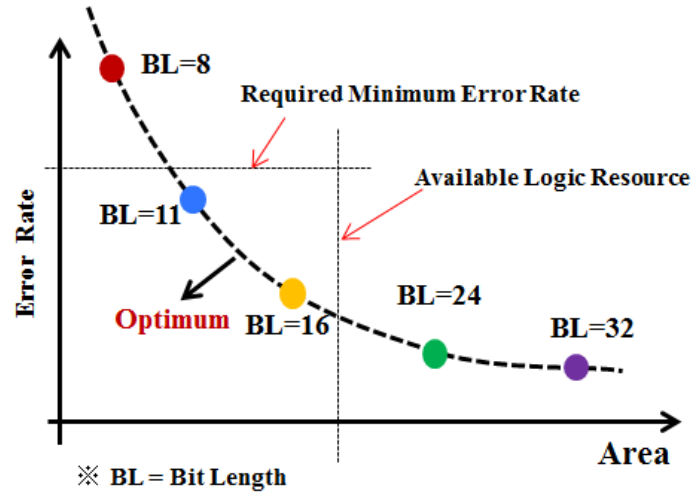 BL=8
Required Minimum Error Rate
Available Logic Resource
BL=11
Error Rate
Optimum
BL=16
BL=24
BL=32
Area
※ BL = Bit Length